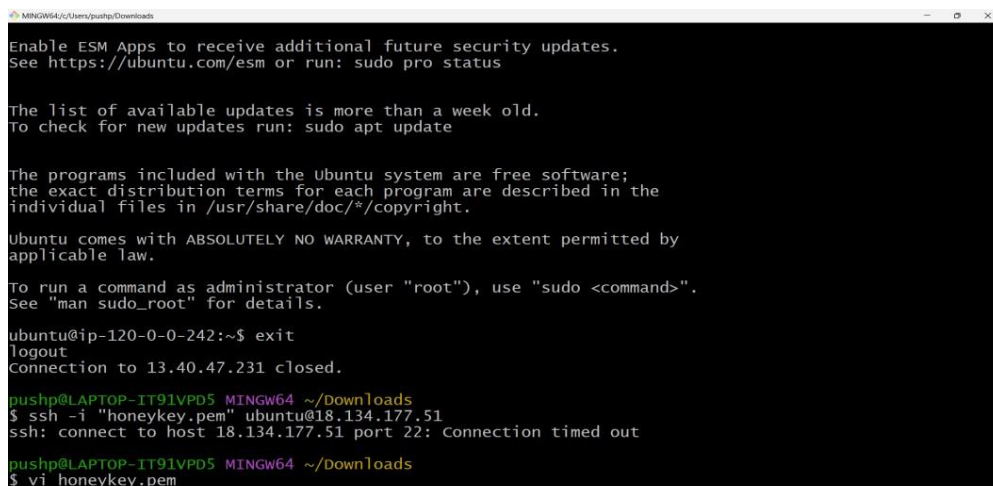 MINGW64:/c/Users/pushp/Downloads
Enable ESM Apps to receive additional future security updates.
See https://ubuntu.com/esm or run: sudo pro status
The list of available updates is more than a week old.
To check for new updates run: sudo apt update
The programs included with the Ubuntu system are free software;
the exact distribution terms for each program are described in the
individual files in /usr/share/doc/*/copyright.
Ubuntu comes with ABSOLUTELY NO WARRANTY, to the extent permitted by
applicable law.
To run a command as administrator (user "root"), use "sudo <command>".
See "man sudo_root" for details.
ubuntu@ip-120-0-0-242:~$ exit
logout
Connection to 13.40.47.231 closed.
pushp@LAPTOP-IT91VPD5 MINGW64 ~/Downloads
$ ssh -i "honeykey.pem" ubuntu@18.134.177.51
ssh: connect to host 18.134.177.51 port 22: Connection timed out
pushp@LAPTOP-IT91VPD5 MINGW64 ~/Downloads
$ vi honeykey.pem